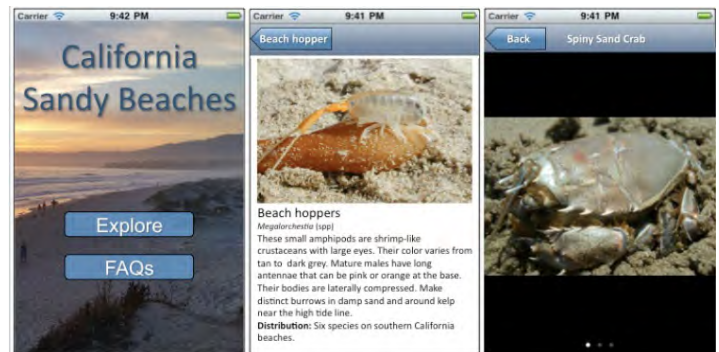 Carrier 9:42 PM
California
Sandy Beaches
Explore
FAQs
Carrier 9:41 PM
Beach hopper
Beach hoppers
Megalorchestia (spp)
These small amphipods are shrimp-like
crustaceans with large eyes. Their color varies from
tan to dark grey. Mature males have long
antennae that can be pink or orange at the base.
Their bodies are laterally compressed. Make
distinct burrows in damp sand and around kelp
near the high tide line.
Distribution: Six species on southern California
beaches.
Carrier 9:41 PM
Back Spiny Sand Crab